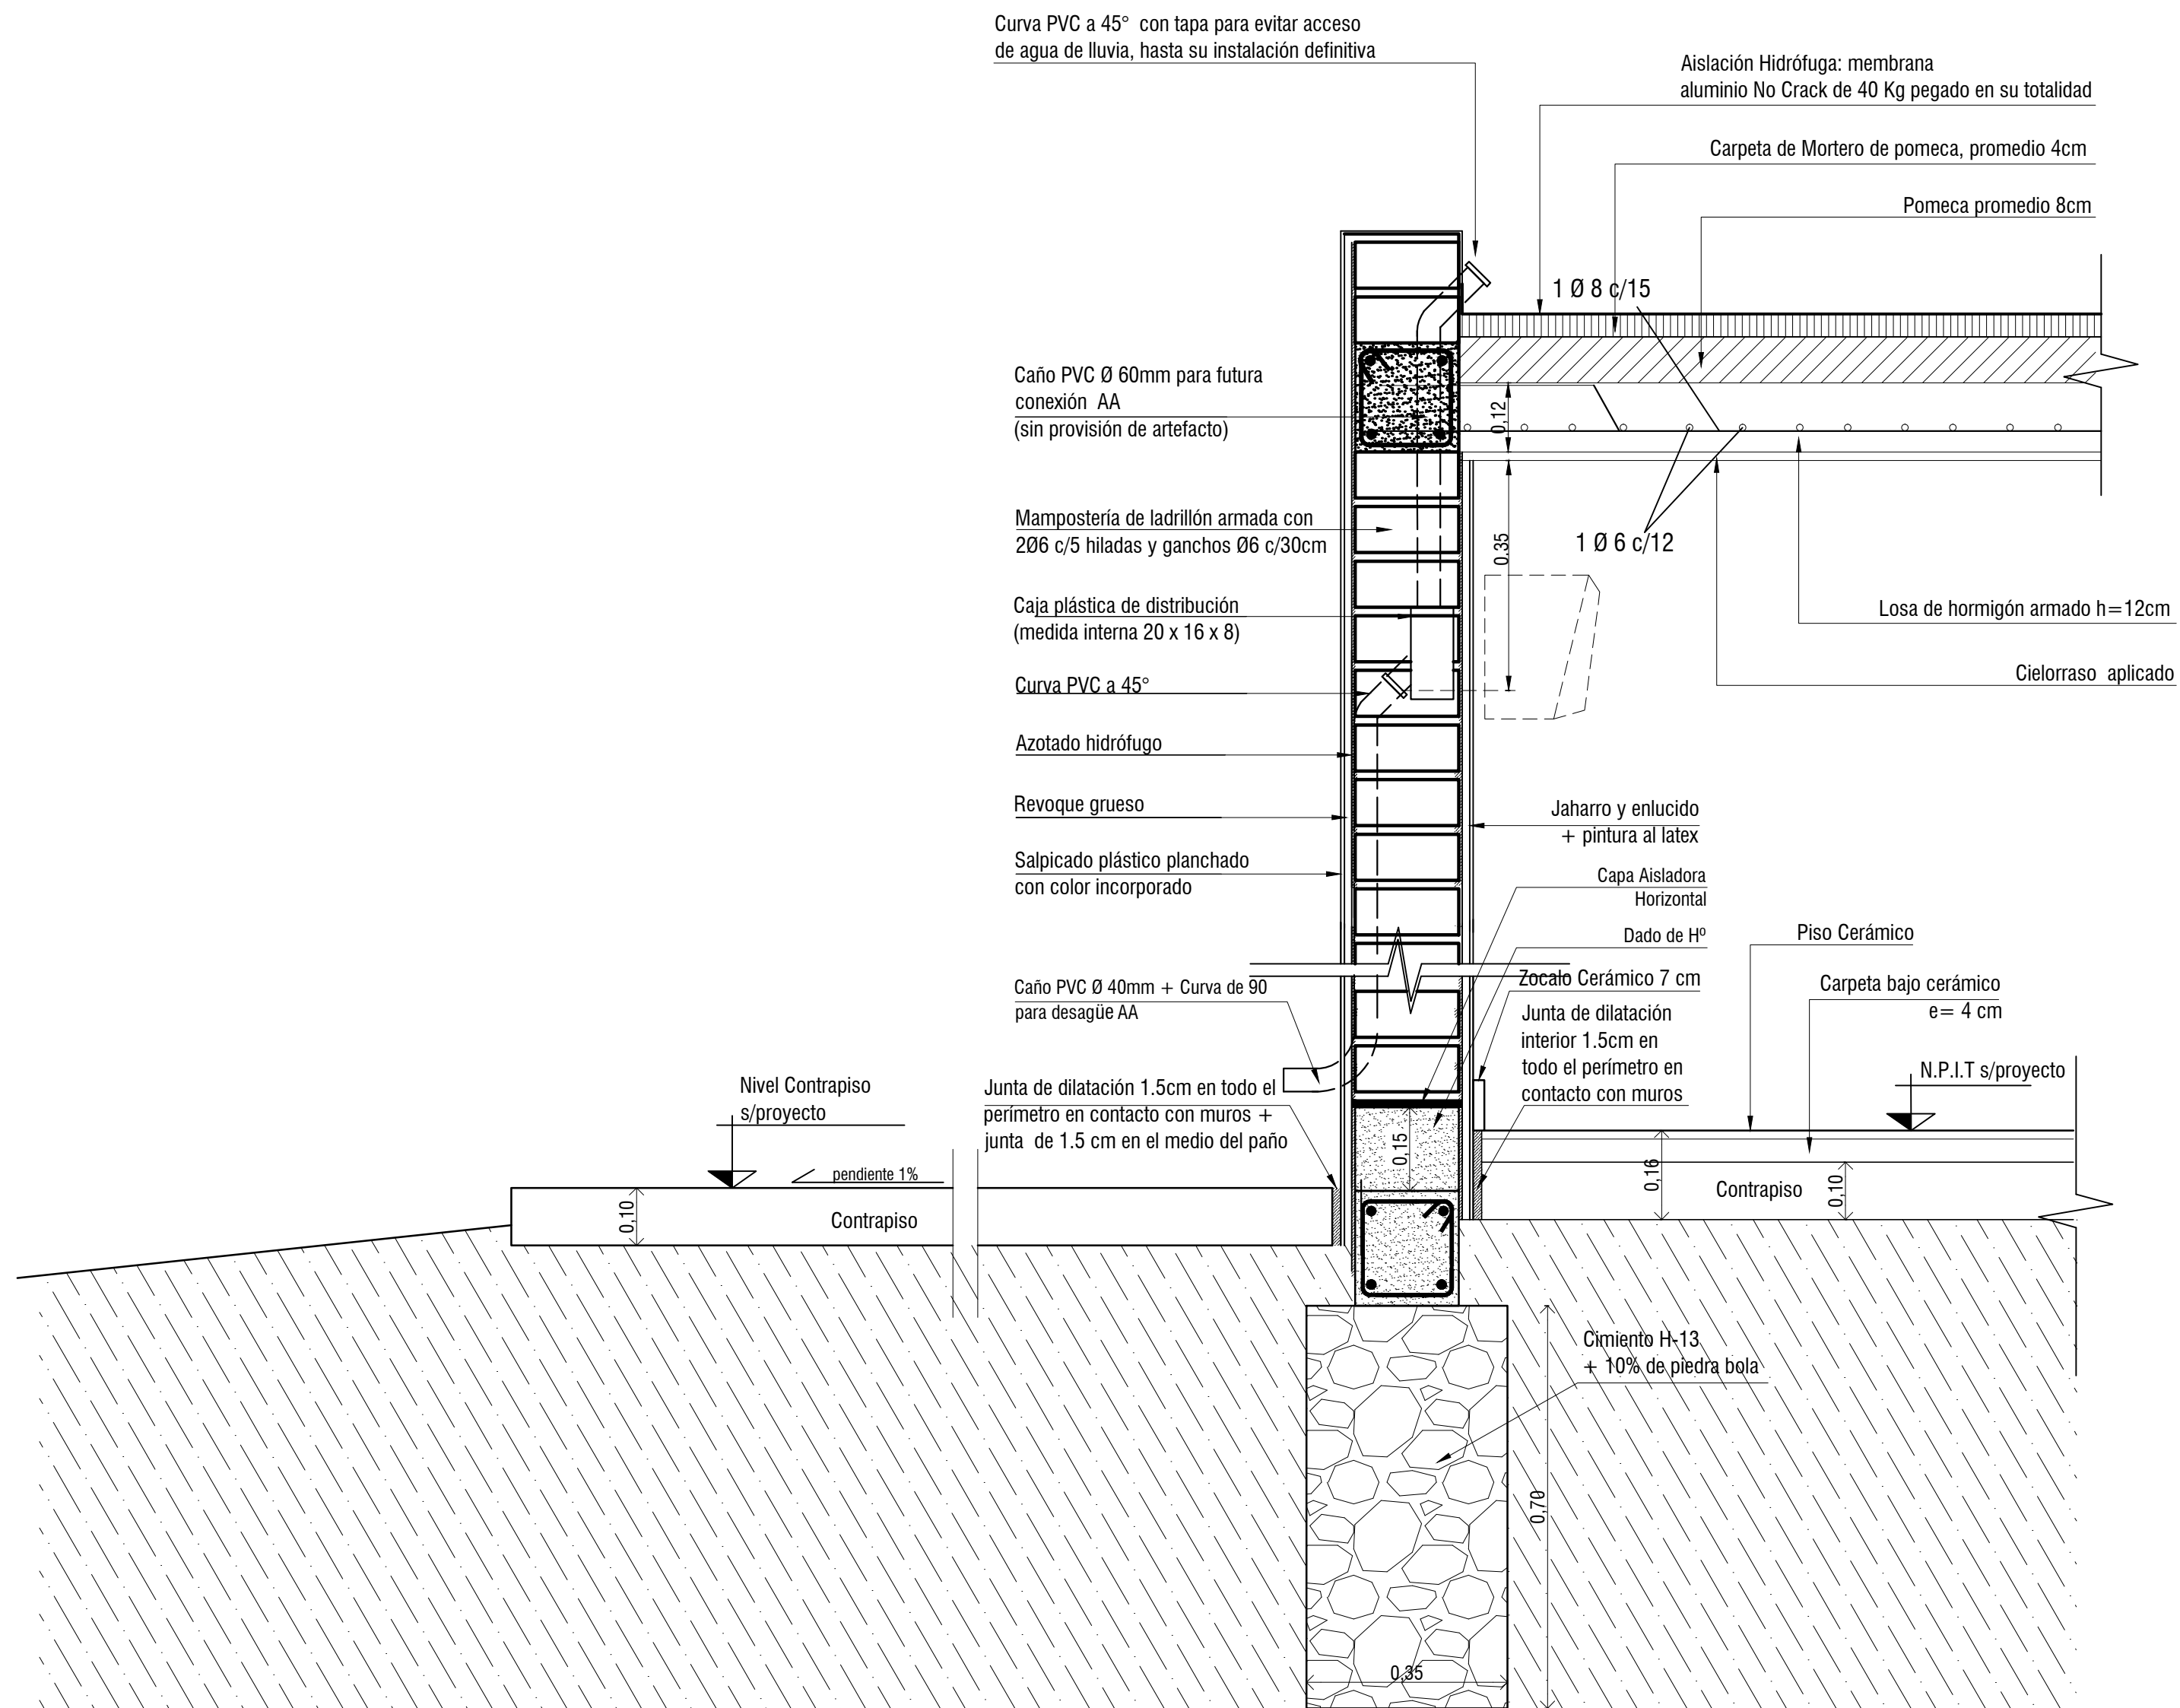 Curva PVC a 45° con tapa para evitar acceso
de agua de lluvia, hasta su instalación definitiva
Aislación Hidrófuga: membrana
aluminio No Crack de 40 Kg pegado en su totalidad
Carpeta de Mortero de pomeca, promedio 4cm
Pomeca promedio 8cm
1 Ø 8 c/15
Caño PVC Ø 60mm para futura
conexión AA
(sin provisión de artefacto)
0,12
Mampostería de ladrillón armada con
2Ø6 c/5 hiladas y ganchos Ø6 c/30cm
0.35
1 Ø 6 c/12
Caja plástica de distribución
(medida interna 20 x 16 x 8)
Losa de hormigón armado h=12cm
Cielorraso aplicado
Curva PVC a 45°
Azotado hidrófugo
Revoque grueso
Jaharro y enlucido
+ pintura al latex
Salpicado plástico planchado
con color incorporado
Capa Aisladora
Horizontal
Dado de Hº
Piso Cerámico
Zocalo Cerámico 7 cm
Carpeta bajo cerámico
e= 4 cm
Caño PVC Ø 40mm + Curva de 90
para desagüe AA
Junta de dilatación
interior 1.5cm en
todo el perímetro en
contacto con muros
N.P.I.T s/proyecto
Nivel Contrapiso
s/proyecto
Junta de dilatación 1.5cm en todo el
perímetro en contacto con muros +
junta de 1.5 cm en el medio del paño
pendiente 1%
0,15
0,16
0,10
Contrapiso
0,10
Contrapiso
Cimiento H-13
+ 10% de piedra bola
0,70
0,35